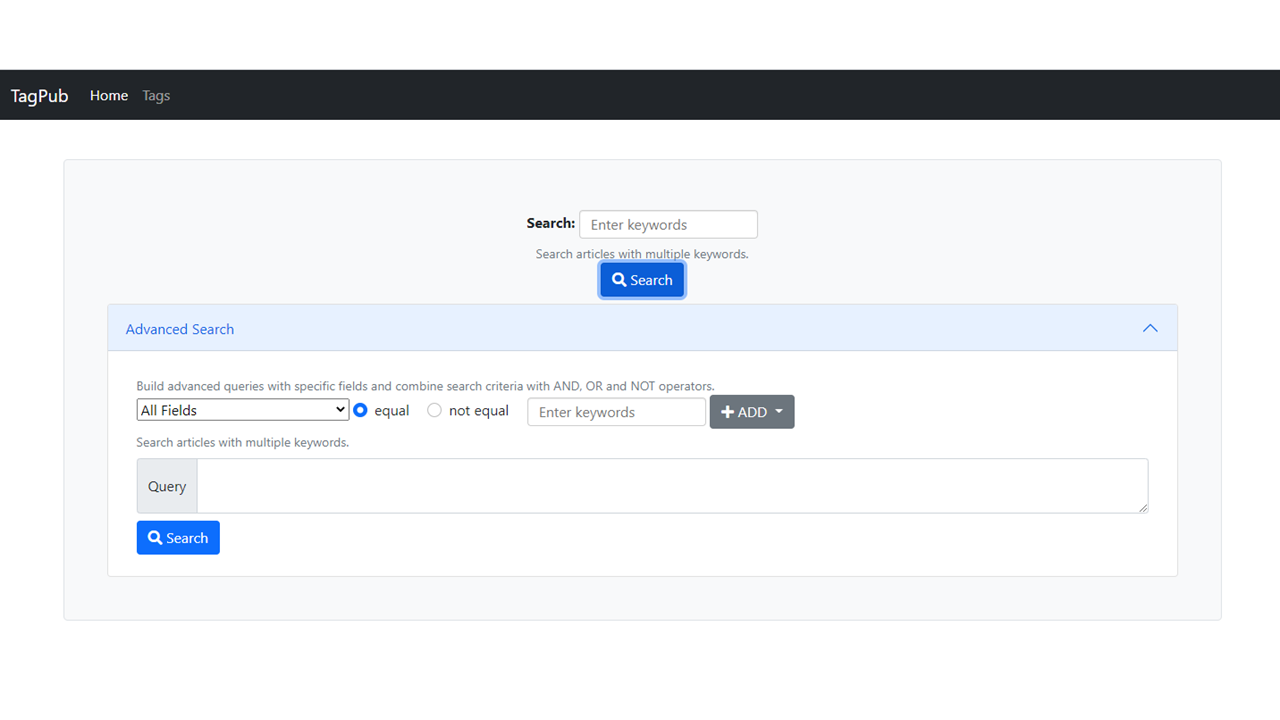 TagPub Home Tags
Search: Enter keywords
Search articles with multiple keywords.
Search
Advanced Search
Build advanced queries with specific fields and combine search criteria with AND, OR and NOT operators.
All Fields equal not equal Enter keywords ADD
Search articles with multiple keywords.
Query
Search